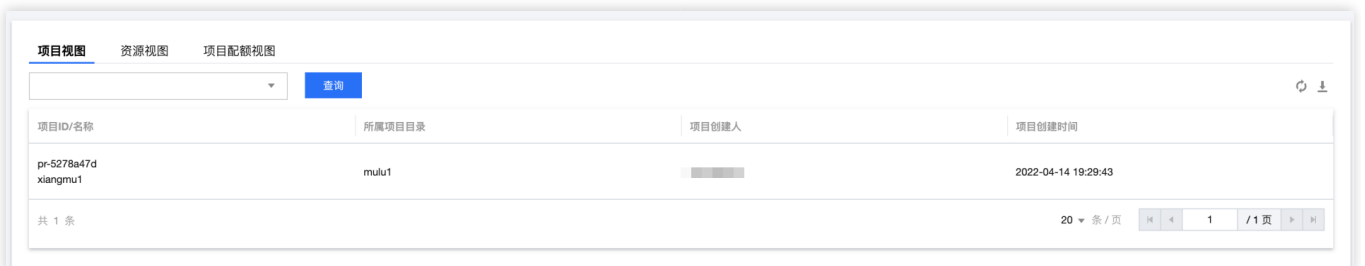 项目视图 资源视图 项目配额视图
查询
项目ID/名称 所属项目目录 项目创建人 项目创建时间
pr-5278a47d
xiangmu1 mulu1 2022-04-14 19:29:43
共 1 条 20 条 / 页 1 / 1 页